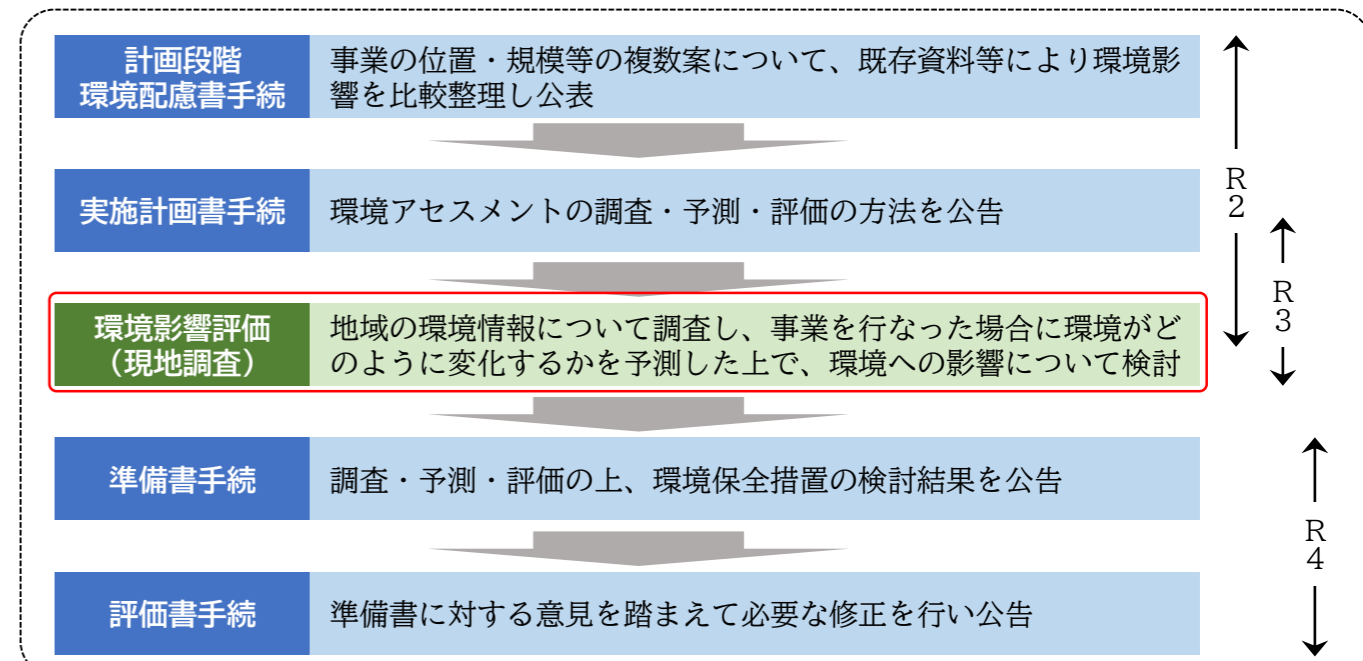 計画段階
環境配慮書手続
事業の位置・規模等の複数案について、既存資料等により環境影
響を比較整理し公表
実施計画書手続
環境アセスメントの調査・予測・評価の方法を公告
環境影響評価
（現地調査）
地域の環境情報について調査し、事業を行なった場合に環境がど
のように変化するかを予測した上で、環境への影響について検討
準備書手続
調査・予測・評価の上、環境保全措置の検討結果を公告
評価書手続
準備書に対する意見を踏まえて必要な修正を行い公告
R2
R3
R4